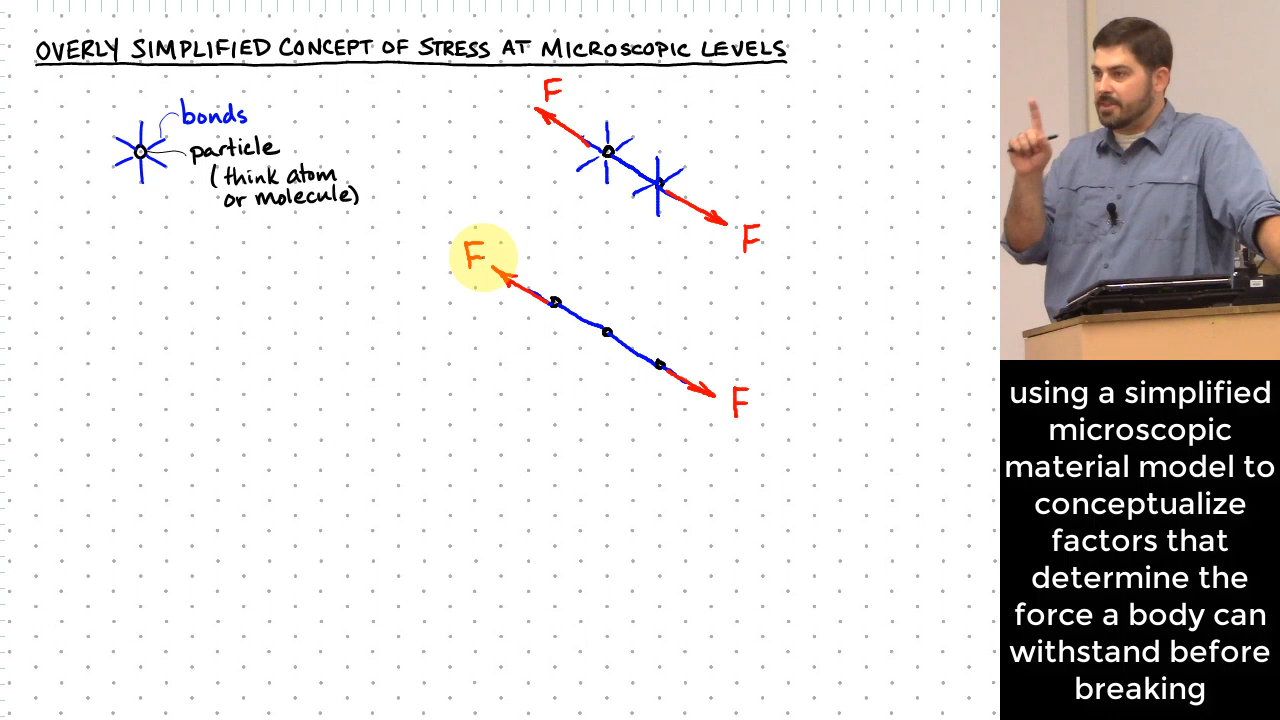 OVERLY SIMPLIFIED CONCEPT OF STRESS AT MICROSCOPIC LEVELS
bonds
particle
(think atom
or molecule)
F
F
F
F
using a simplified
microscopic
material model to
conceptualize
factors that
determine the
force a body can
withstand before
breaking